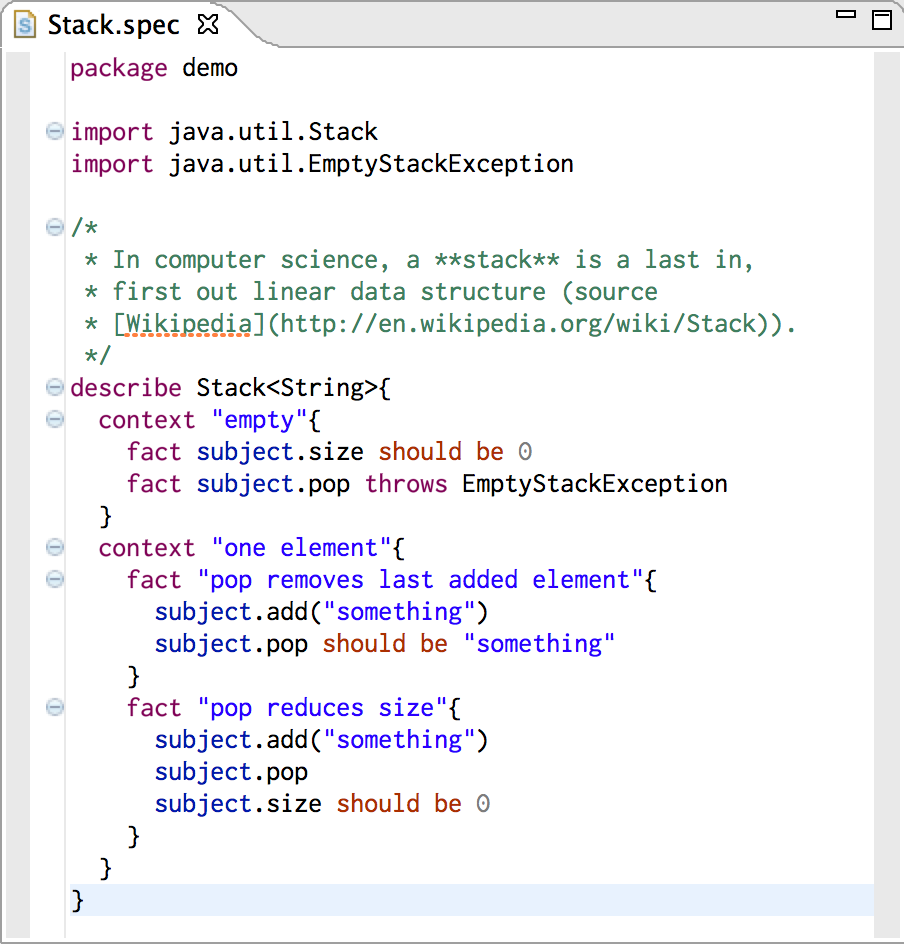 Stack.spec
package demo
import java.util.Stack
import java.util.EmptyStackException
/*
 * In computer science, a **stack** is a last in,
 * first out linear data structure (source
 * [Wikipedia](http://en.wikipedia.org/wiki/Stack)).
 */
describe Stack<String>{
  context "empty"{
    fact subject.size should be 0
    fact subject.pop throws EmptyStackException
  }
  context "one element"{
    fact "pop removes last added element"{
      subject.add("something")
      subject.pop should be "something"
    }
    fact "pop reduces size"{
      subject.add("something")
      subject.pop
      subject.size should be 0
    }
  }
}